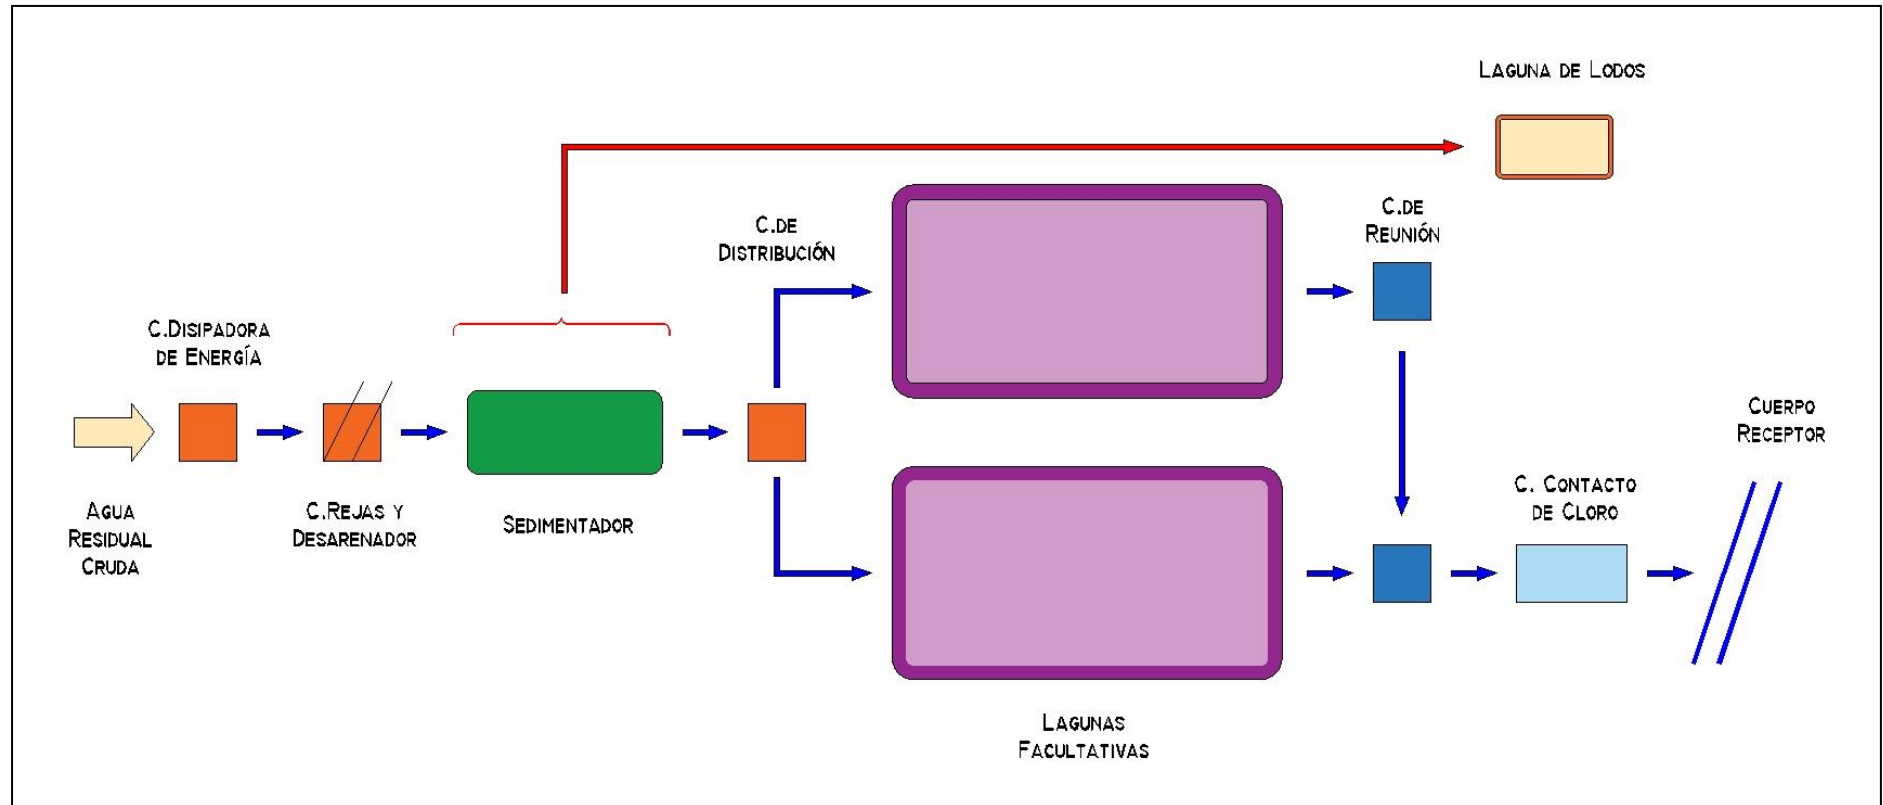 Laguna de Lodos
C.de
Reunión
C.de
Distribución
C.Disipadora
de Energía
Agua
Residual
Cruda
C.Rejas y
Desarenador
Sedimentador
Lagunas
Facultativas
C. Contacto
de Cloro
Cuerpo
Receptor